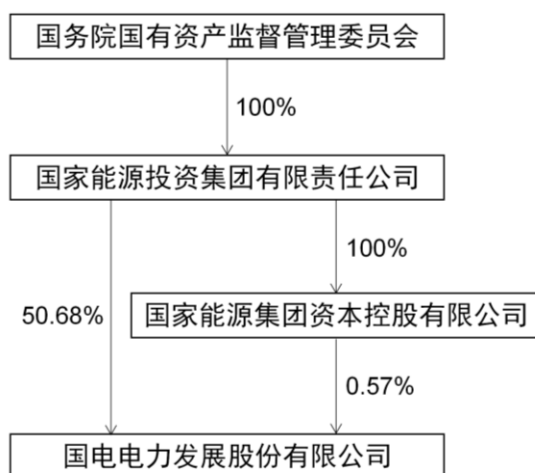 国务院国有资产监督管理委员会
100%
国家能源投资集团有限责任公司
100%
50.68%
国家能源集团资本控股有限公司
0.57%
国电电力发展股份有限公司